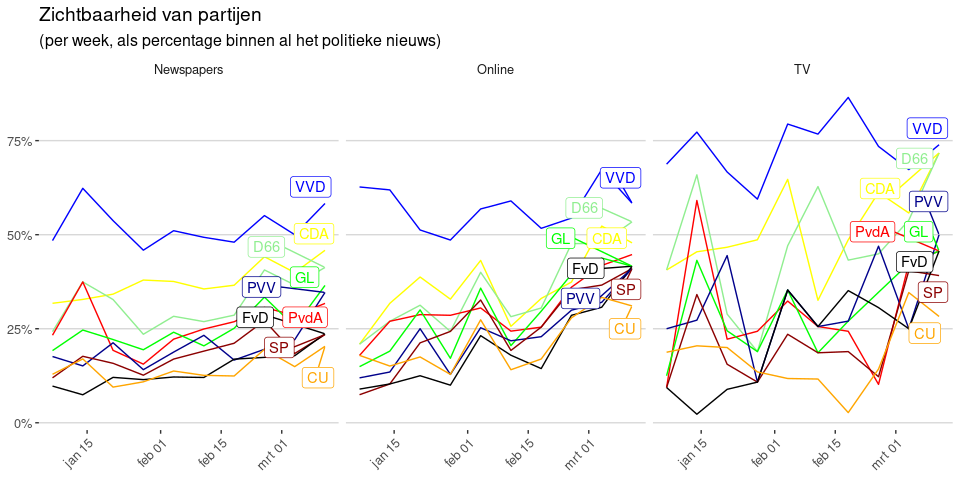 Zichtbaarheid van partijen
(per week, als percentage binnen al het politieke nieuws)
Newspapers
Online
TV
75%
50%
25%
0%
VVD
CDA
D66
GL
PVV
FvD
PvdA
SP
CU
VVD
D66
GL
CDA
FvD
SP
PVV
CU
VVD
D66
CDA
PVV
PvdA
GL
FvD
SP
CU
jan 15
feb 01
feb 15
mrt 01
jan 15
feb 01
feb 15
mrt 01
jan 15
feb 01
feb 15
mrt 01